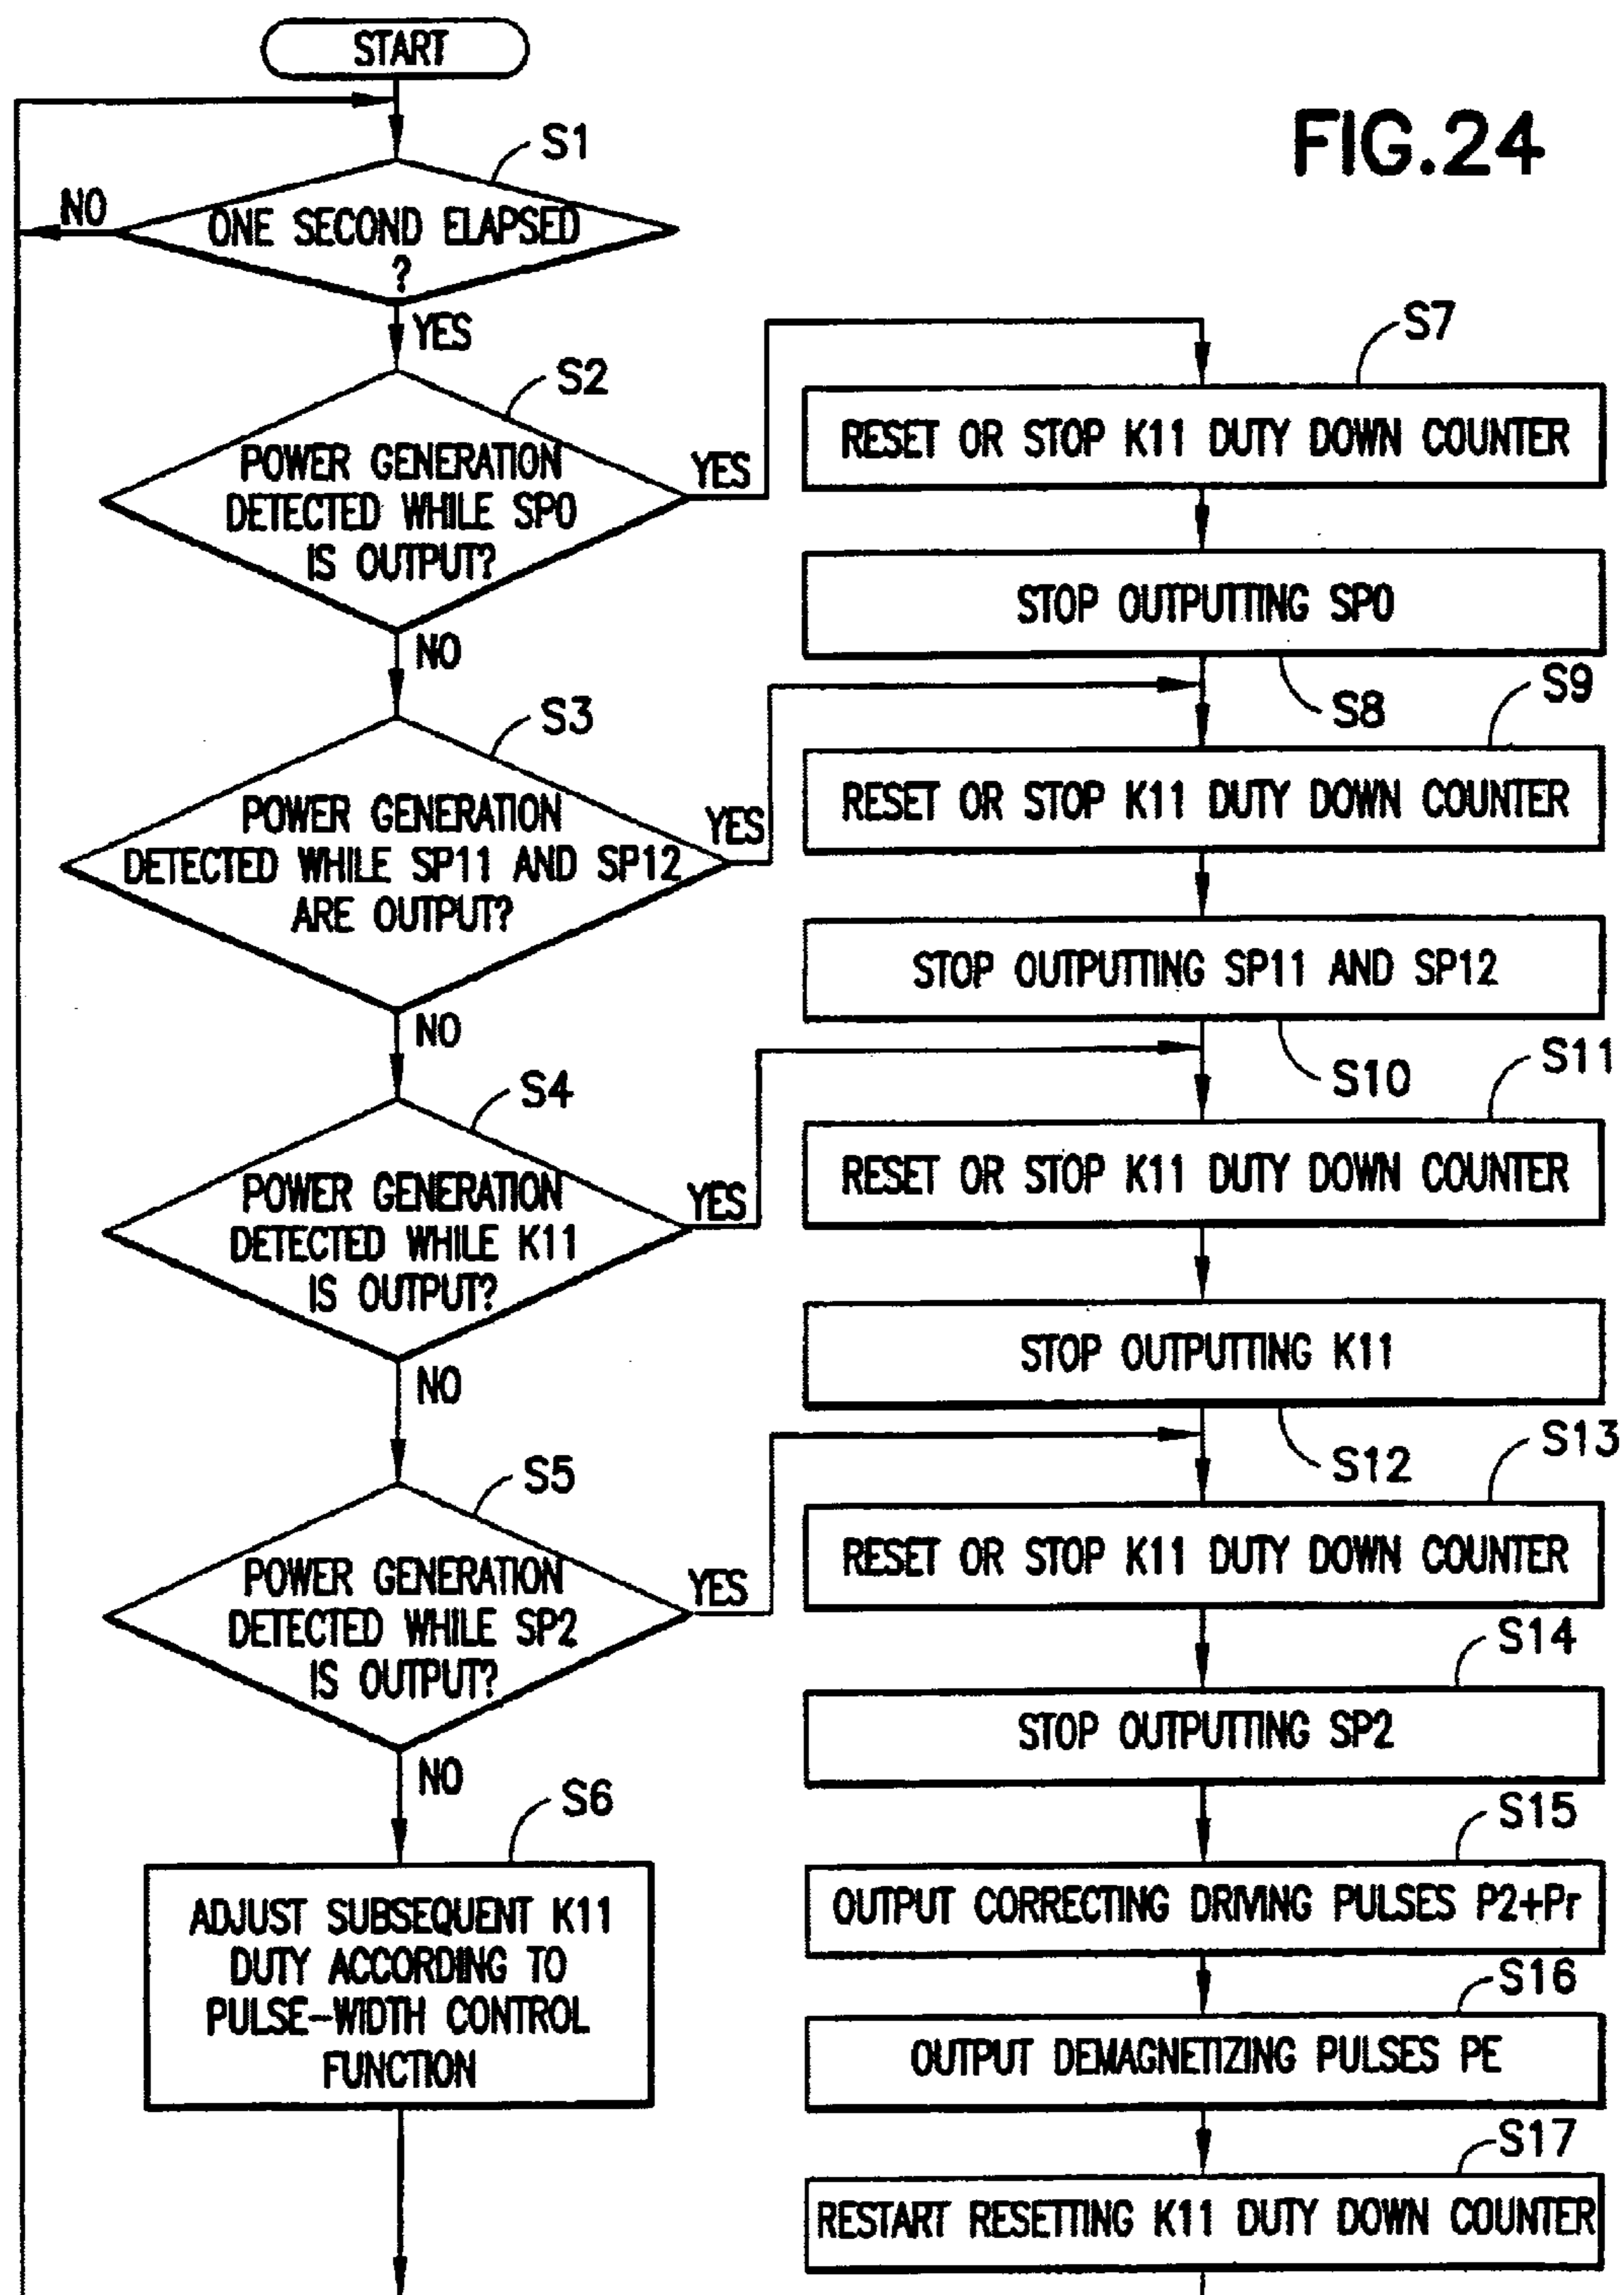 START
FIG.24
S1
NO
ONE SECOND ELAPSED
?
YES
S2
POWER GENERATION
DETECTED WHILE SP0
IS OUTPUT?
YES
NO
S7
RESET OR STOP K11 DUTY DOWN COUNTER
STOP OUTPUTTING SP0
S8
S3
POWER GENERATION
DETECTED WHILE SP11 AND SP12
ARE OUTPUT?
YES
NO
S9
RESET OR STOP K11 DUTY DOWN COUNTER
STOP OUTPUTTING SP11 AND SP12
S10
S4
POWER GENERATION
DETECTED WHILE K11
IS OUTPUT?
YES
NO
S11
RESET OR STOP K11 DUTY DOWN COUNTER
STOP OUTPUTTING K11
S12
S5
POWER GENERATION
DETECTED WHILE SP2
IS OUTPUT?
YES
NO
S13
RESET OR STOP K11 DUTY DOWN COUNTER
S14
STOP OUTPUTTING SP2
S6
ADJUST SUBSEQUENT K11
DUTY ACCORDING TO
PULSE-WIDTH CONTROL
FUNCTION
S15
OUTPUT CORRECTING DRIVING PULSES P2+Pr
S16
OUTPUT DEMAGNETIZING PULSES PE
S17
RESTART RESETTING K11 DUTY DOWN COUNTER